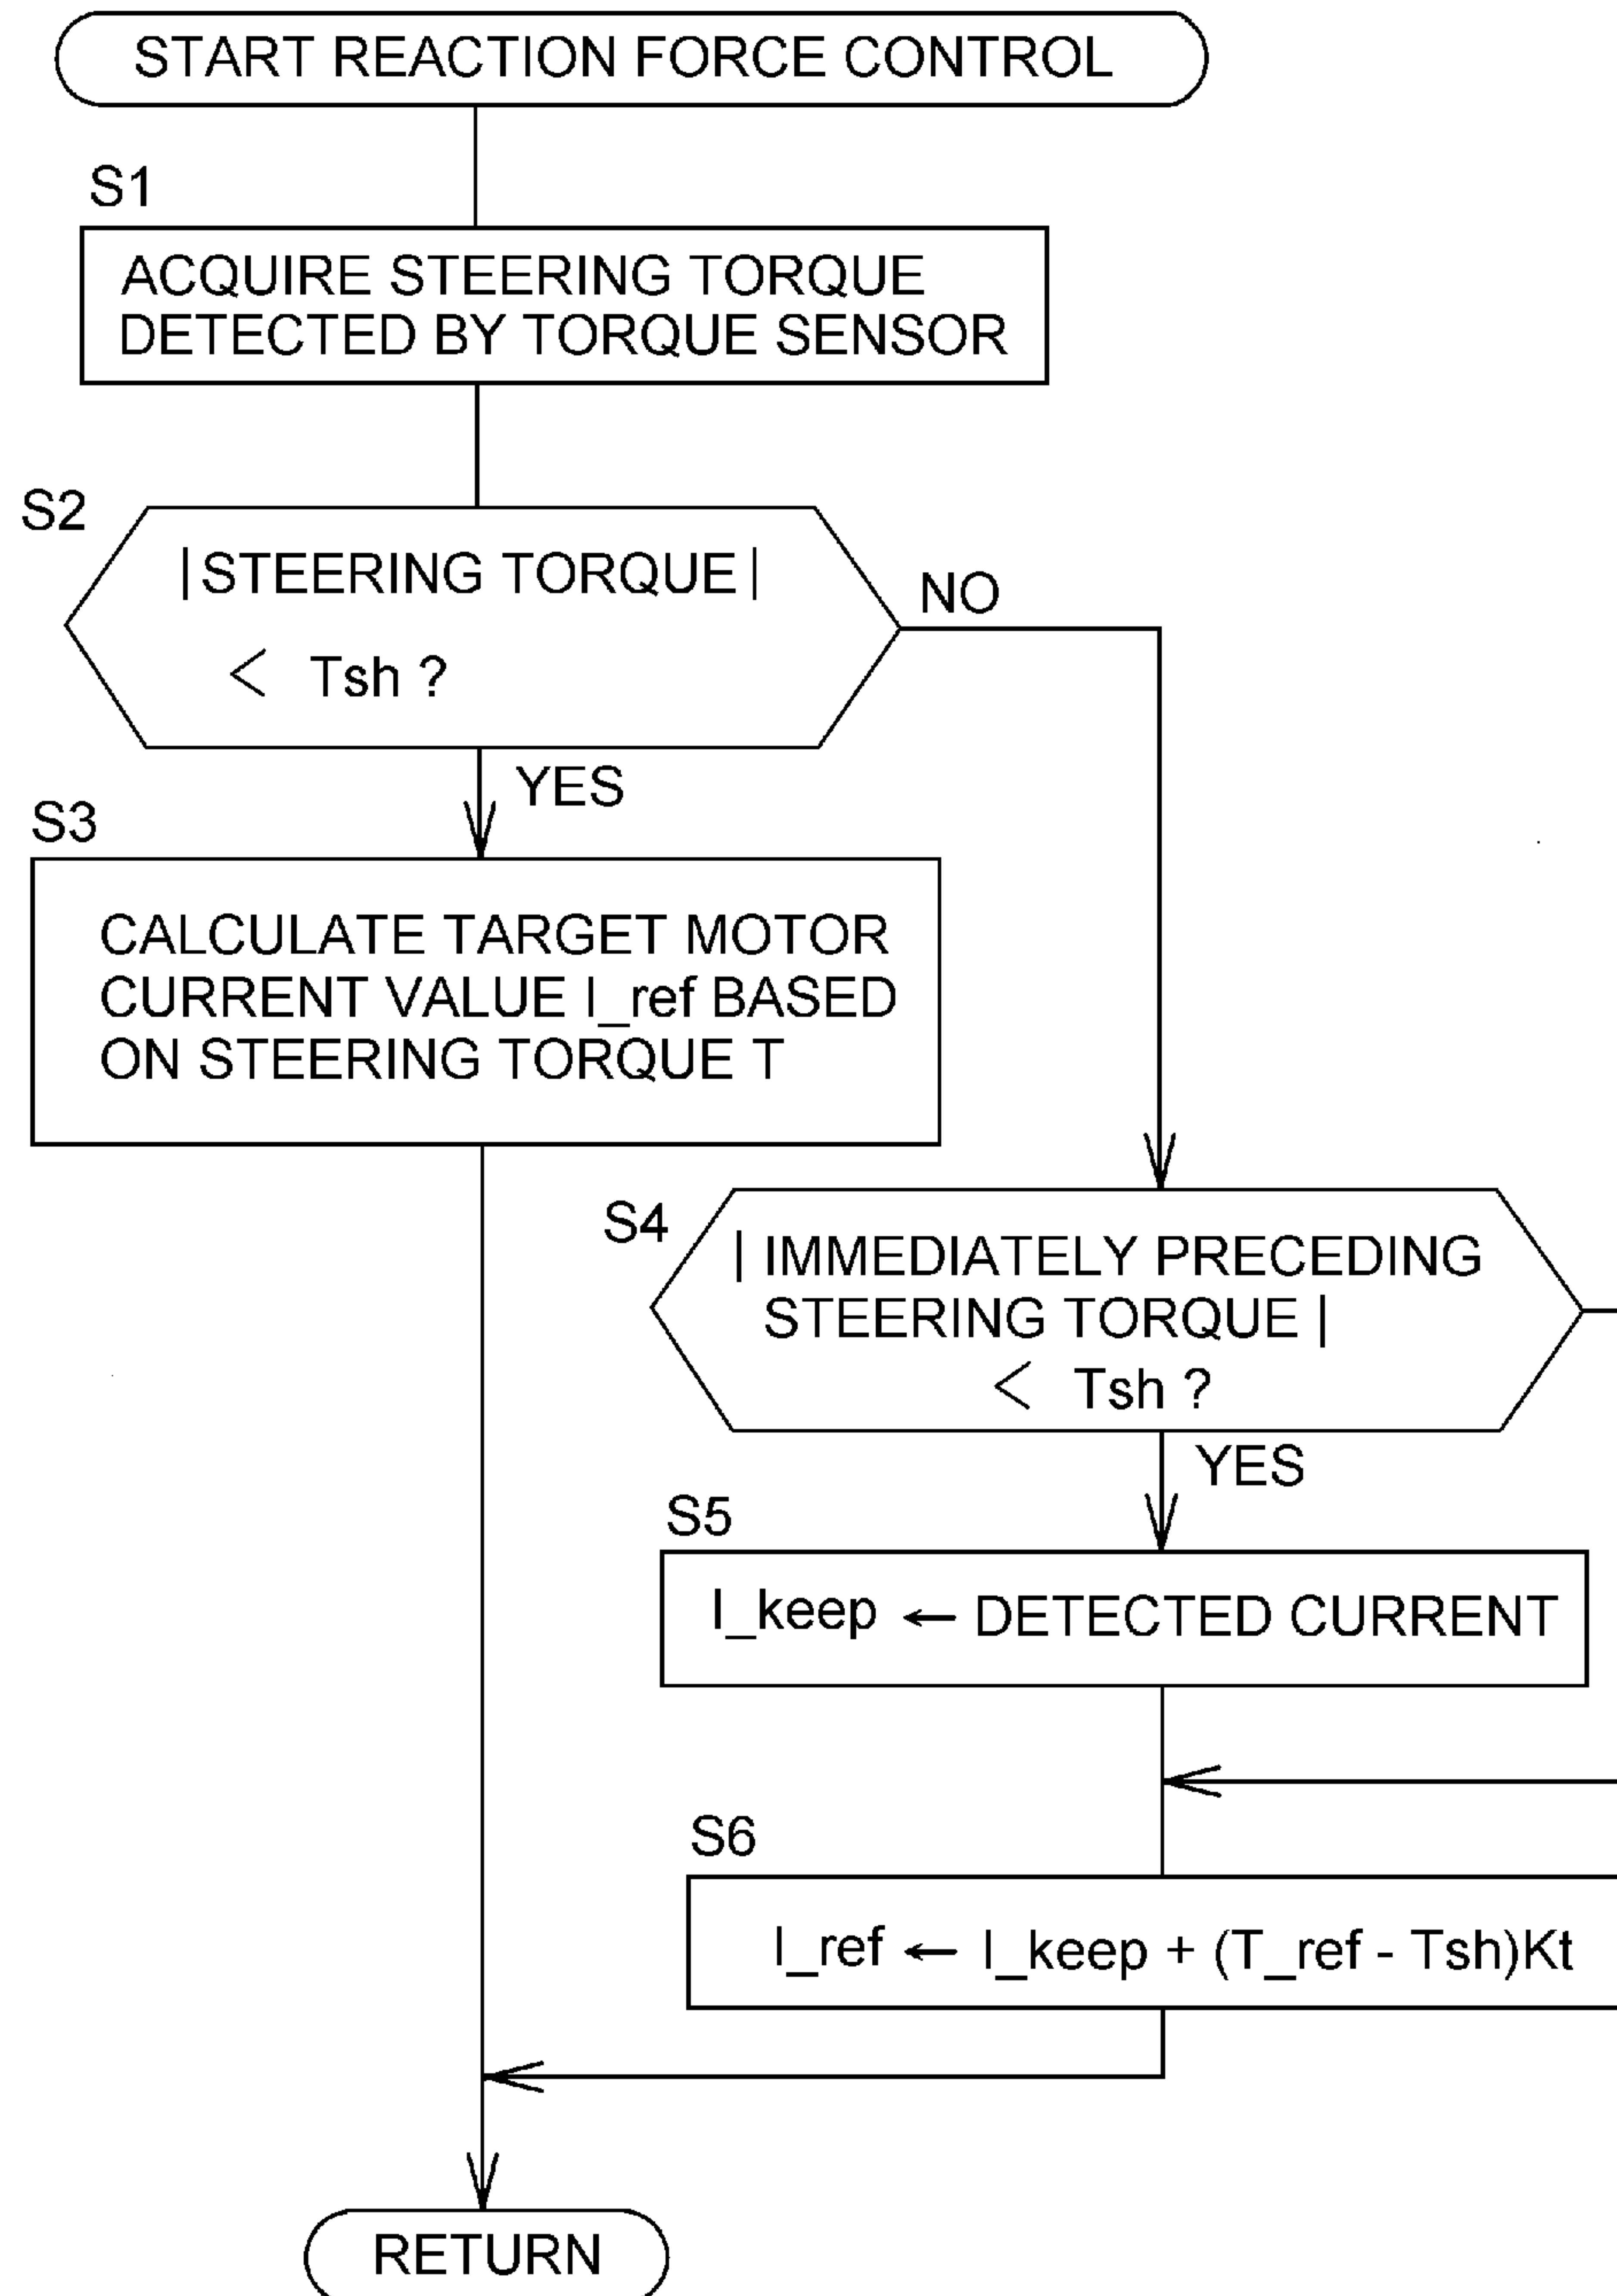 START REACTION FORCE CONTROL
S1
ACQUIRE STEERING TORQUE
DETECTED BY TORQUE SENSOR
S2
| STEERING TORQUE |
< Tsh ?
NO
YES
S3
CALCULATE TARGET MOTOR
CURRENT VALUE I_ref BASED
ON STEERING TORQUE T
S4
| IMMEDIATELY PRECEDING
STEERING TORQUE |
< Tsh ?
YES
S5
I_keep ← DETECTED CURRENT
S6
I_ref ← I_keep + (T_ref - Tsh)Kt
RETURN